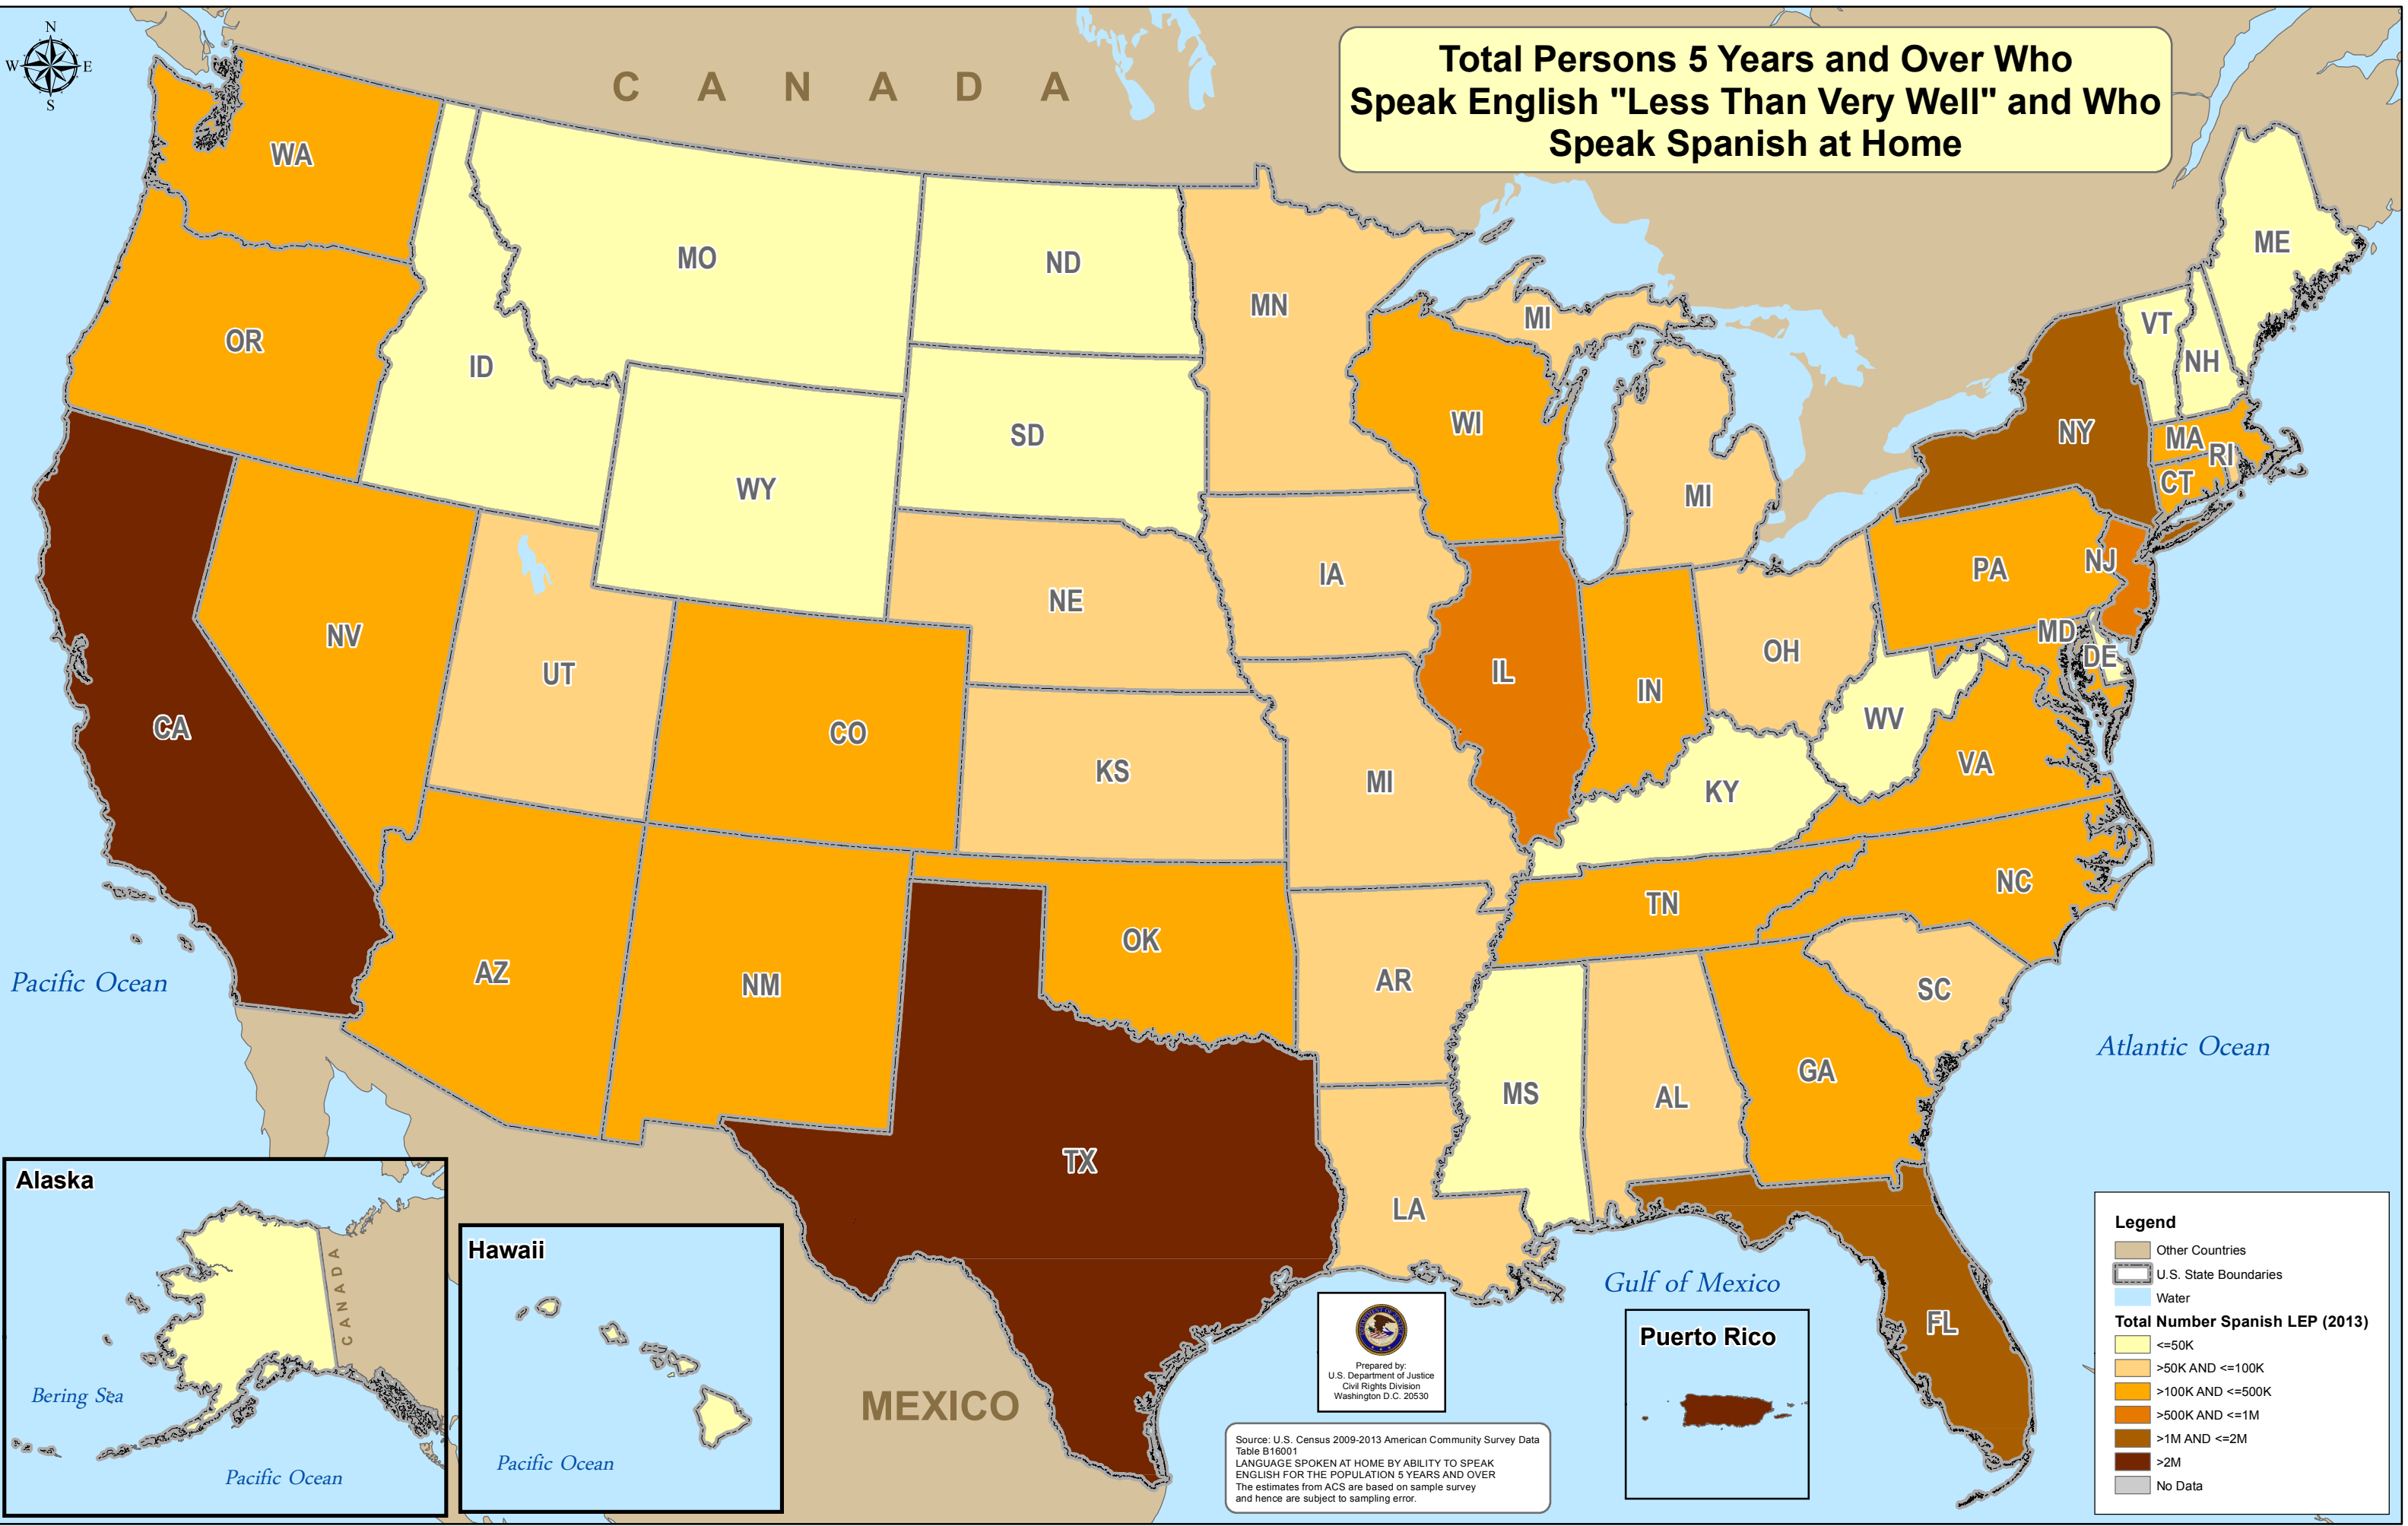 N
W E
S
C A N A D A
Total Persons 5 Years and Over Who
Speak English "Less Than Very Well" and Who
Speak Spanish at Home
WA
MO
ND
MN
ME
OR
ID
MI
VT
NH
SD
WI
NY
MA
RI
WY
MI
CT
NE
IA
PA
NJ
NV
UT
IL
IN
OH
MD
DE
CA
CO
KS
MI
KY
WV
VA
TN
NC
OK
AZ
NM
AR
SC
Pacific Ocean
MS
AL
GA
Atlantic Ocean
TX
LA
FL
Gulf of Mexico
MEXICO
Alaska
CANADA
Bering Sea
Pacific Ocean
Hawaii
Pacific Ocean
Prepared by:
U.S. Department of Justice
Civil Rights Division
Washington D.C. 20530
Source: U.S. Census 2009-2013 American Community Survey Data
Table B16001
LANGUAGE SPOKEN AT HOME BY ABILITY TO SPEAK
ENGLISH FOR THE POPULATION 5 YEARS AND OVER
The estimates from ACS are based on sample survey
and hence are subject to sampling error.
Puerto Rico
Legend
Other Countries
U.S. State Boundaries
Water
Total Number Spanish LEP (2013)
<=50K
>50K AND <=100K
>100K AND <=500K
>500K AND <=1M
>1M AND <=2M
>2M
No Data